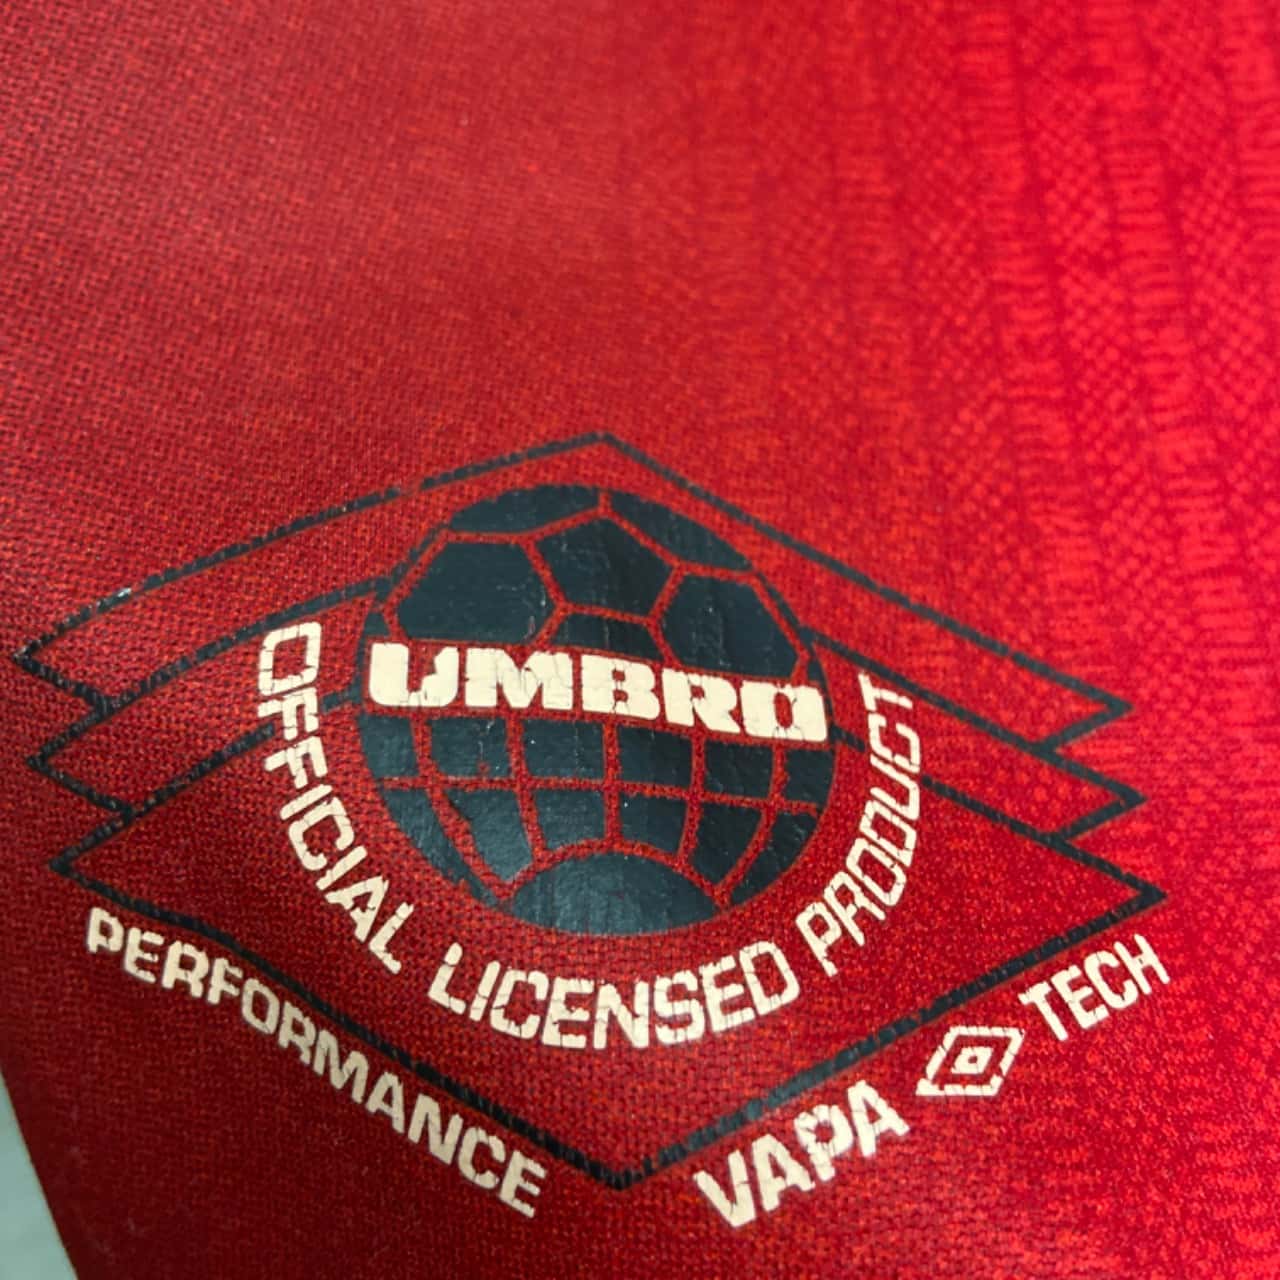 UMBRO
OFFICIAL LICENSED PRODUCT
PERFORMANCE
VAPA TECH